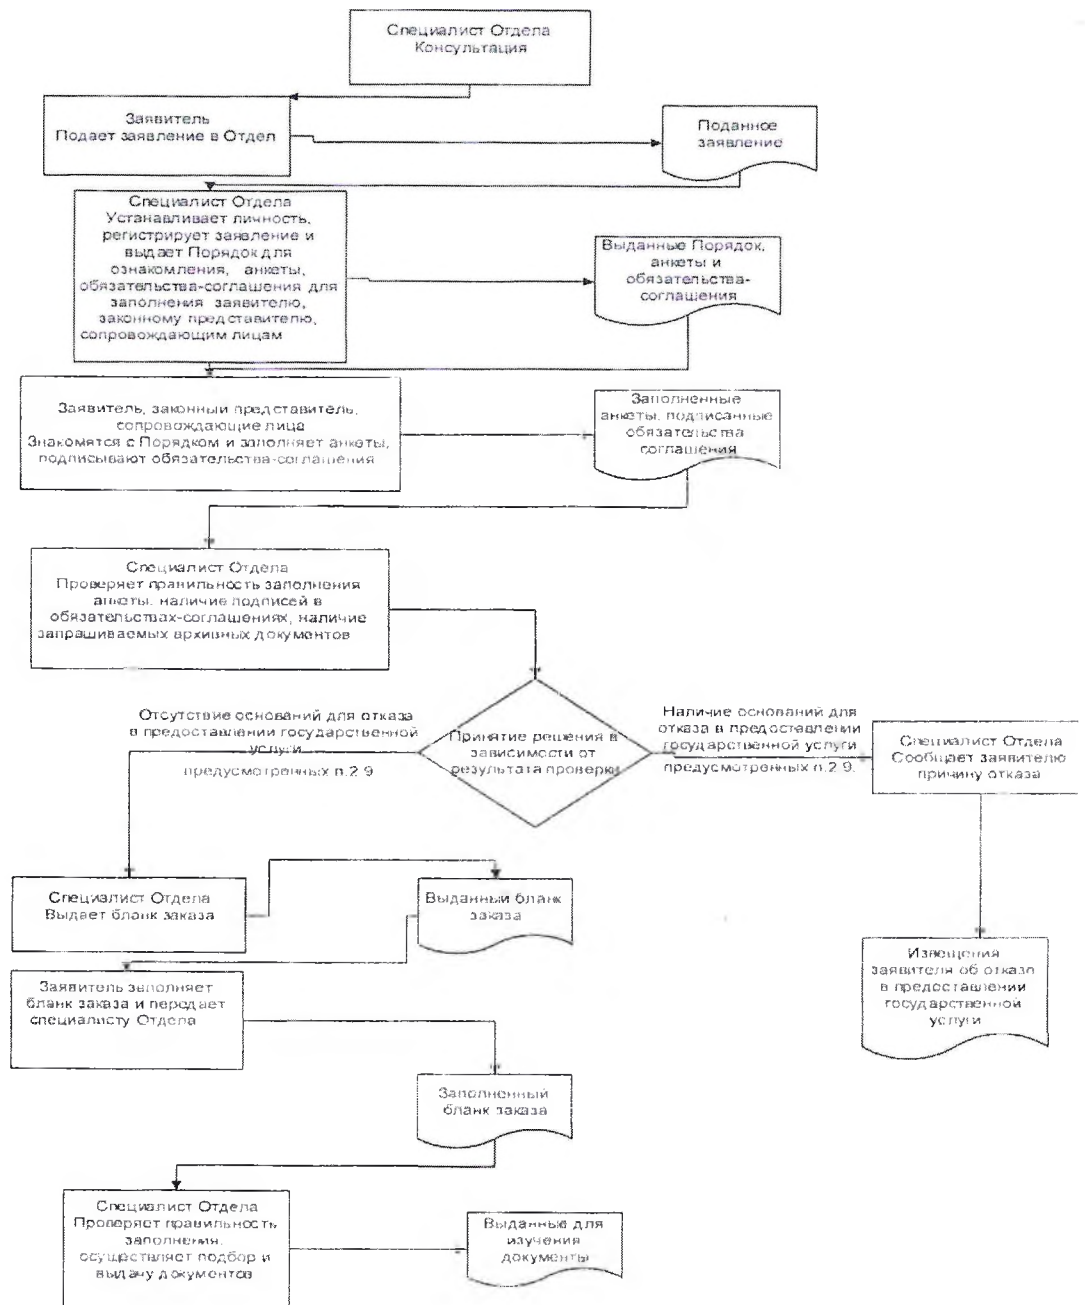 Специалист Отдела
Консультация
Заявитель
Подает заявление в Отдел
Поданное
заявление
Специалист Отдела
Устанавливает личность,
регистрирует заявление и
выдает Порядок для
ознакомления, анкеты,
обязательства-соглашения для
заполнения заявителю,
законному представителю,
сопровождающим лицам
Выданные Порядок,
анкеты и
обязательства-
соглашения
Заявитель, законный представитель,
сопровождающие лица
Знакомятся с Порядком и заполняет анкеты,
подписывают обязательства-соглашения
Заполненные
анкеты, подписанные
обязательства
соглашения
Специалист Отдела
Проверяет правильность заполнения
анкеты, наличие подписей в
обязательствах-соглашениях, наличие
запрашиваемых архивных документов
Отсутствие оснований для отказа
в предоставлении государственной
услуги
предусмотренных п.2.9
Принятие решения в
зависимости от
результата проверки
Наличие оснований для
отказа в предоставлении
государственной услуги
предусмотренных п.2.9.
Специалист Отдела
Сообщает заявителю
причину отказа
Специалист Отдела
Выдает бланк заказа
Выданный бланк
заказа
Извещения
заявителя об отказе
в предоставлении
государственной
услуги
Заявитель заполняет
бланк заказа и передает
специалисту Отдела
Заполненный
бланк заказа
Специалист Отдела
Проверяет правильность
заполнения,
осуществляет подбор и
выдачу документов
Выданные для
изучения
документы